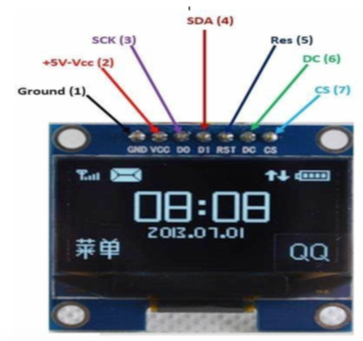 SDA (4)
SCK (3)
Res (5)
+5V-Vcc (2)
DC (6)
Ground (1)
CS (7)
GND VCC D0 D1 RST DC CS
08:08
2013.07.01
菜单
QQ